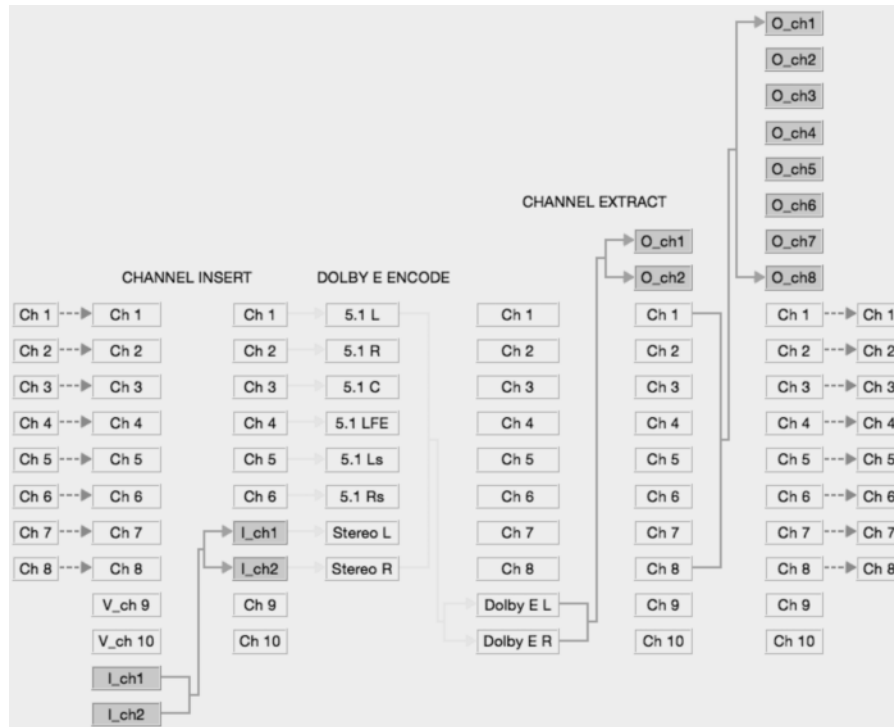 O_ch1
O_ch2
O_ch3
O_ch4
O_ch5
CHANNEL EXTRACT O_ch6
O_ch1 O_ch7
CHANNEL INSERT DOLBY E ENCODE O_ch2 O_ch8
Ch 1 Ch 1 Ch 1 5.1 L Ch 1 Ch 1 Ch 1 Ch 1
Ch 2 Ch 2 Ch 2 5.1 R Ch 2 Ch 2 Ch 2 Ch 2
Ch 3 Ch 3 Ch 3 5.1 C Ch 3 Ch 3 Ch 3 Ch 3
Ch 4 Ch 4 Ch 4 5.1 LFE Ch 4 Ch 4 Ch 4 Ch 4
Ch 5 Ch 5 Ch 5 5.1 Ls Ch 5 Ch 5 Ch 5 Ch 5
Ch 6 Ch 6 Ch 6 5.1 Rs Ch 6 Ch 6 Ch 6 Ch 6
Ch 7 Ch 7 I_ch1 Stereo L Ch 7 Ch 7 Ch 7 Ch 7
Ch 8 Ch 8 I_ch2 Stereo R Ch 8 Ch 8 Ch 8 Ch 8
V_ch 9 Ch 9 Dolby E L Ch 9 Ch 9
V_ch 10 Ch 10 Dolby E R Ch 10 Ch 10
I_ch1
I_ch2